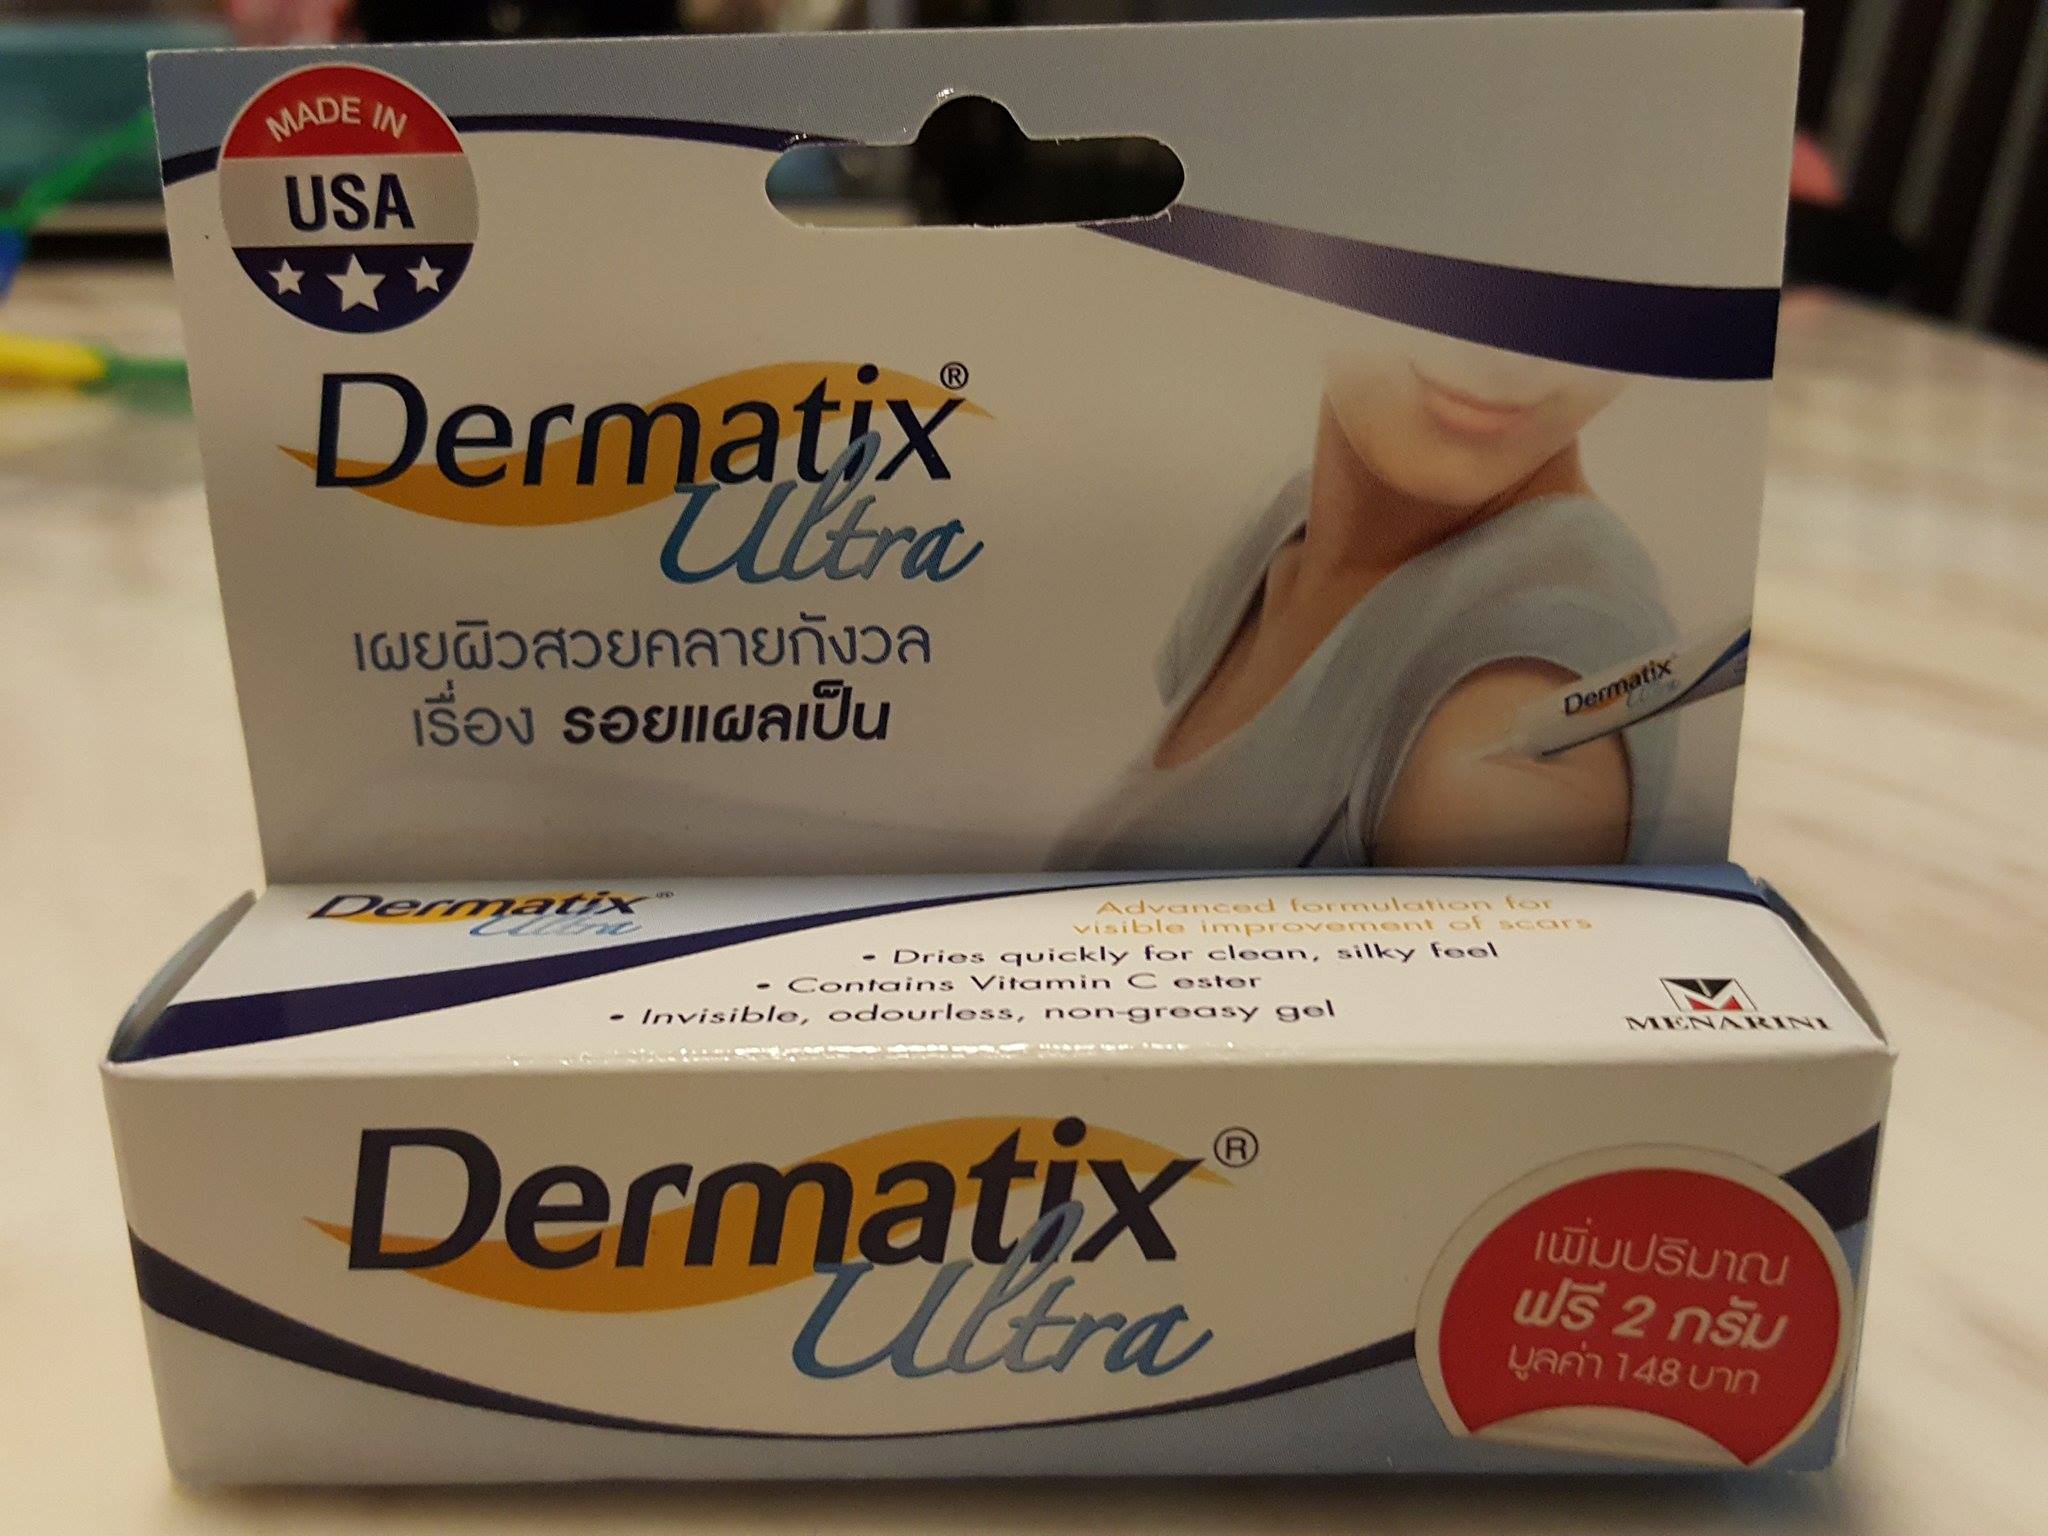 MADE IN
USA
Dermatix®
Ultra
เผยผิวสวยคลายกังวล
เรื่อง รอยแผลเป็น
Dermatix
Ultra
Dermatix®
Ultra
Advanced formulation for
visible improvement of scars
• Dries quickly for clean, silky feel
• Contains Vitamin C ester
• Invisible, odourless, non-greasy gel
MENARINI
Dermatix®
Ultra
เพิ่มปริมาณ
ฟรี 2 กรัม
มูลค่า 148 บาท